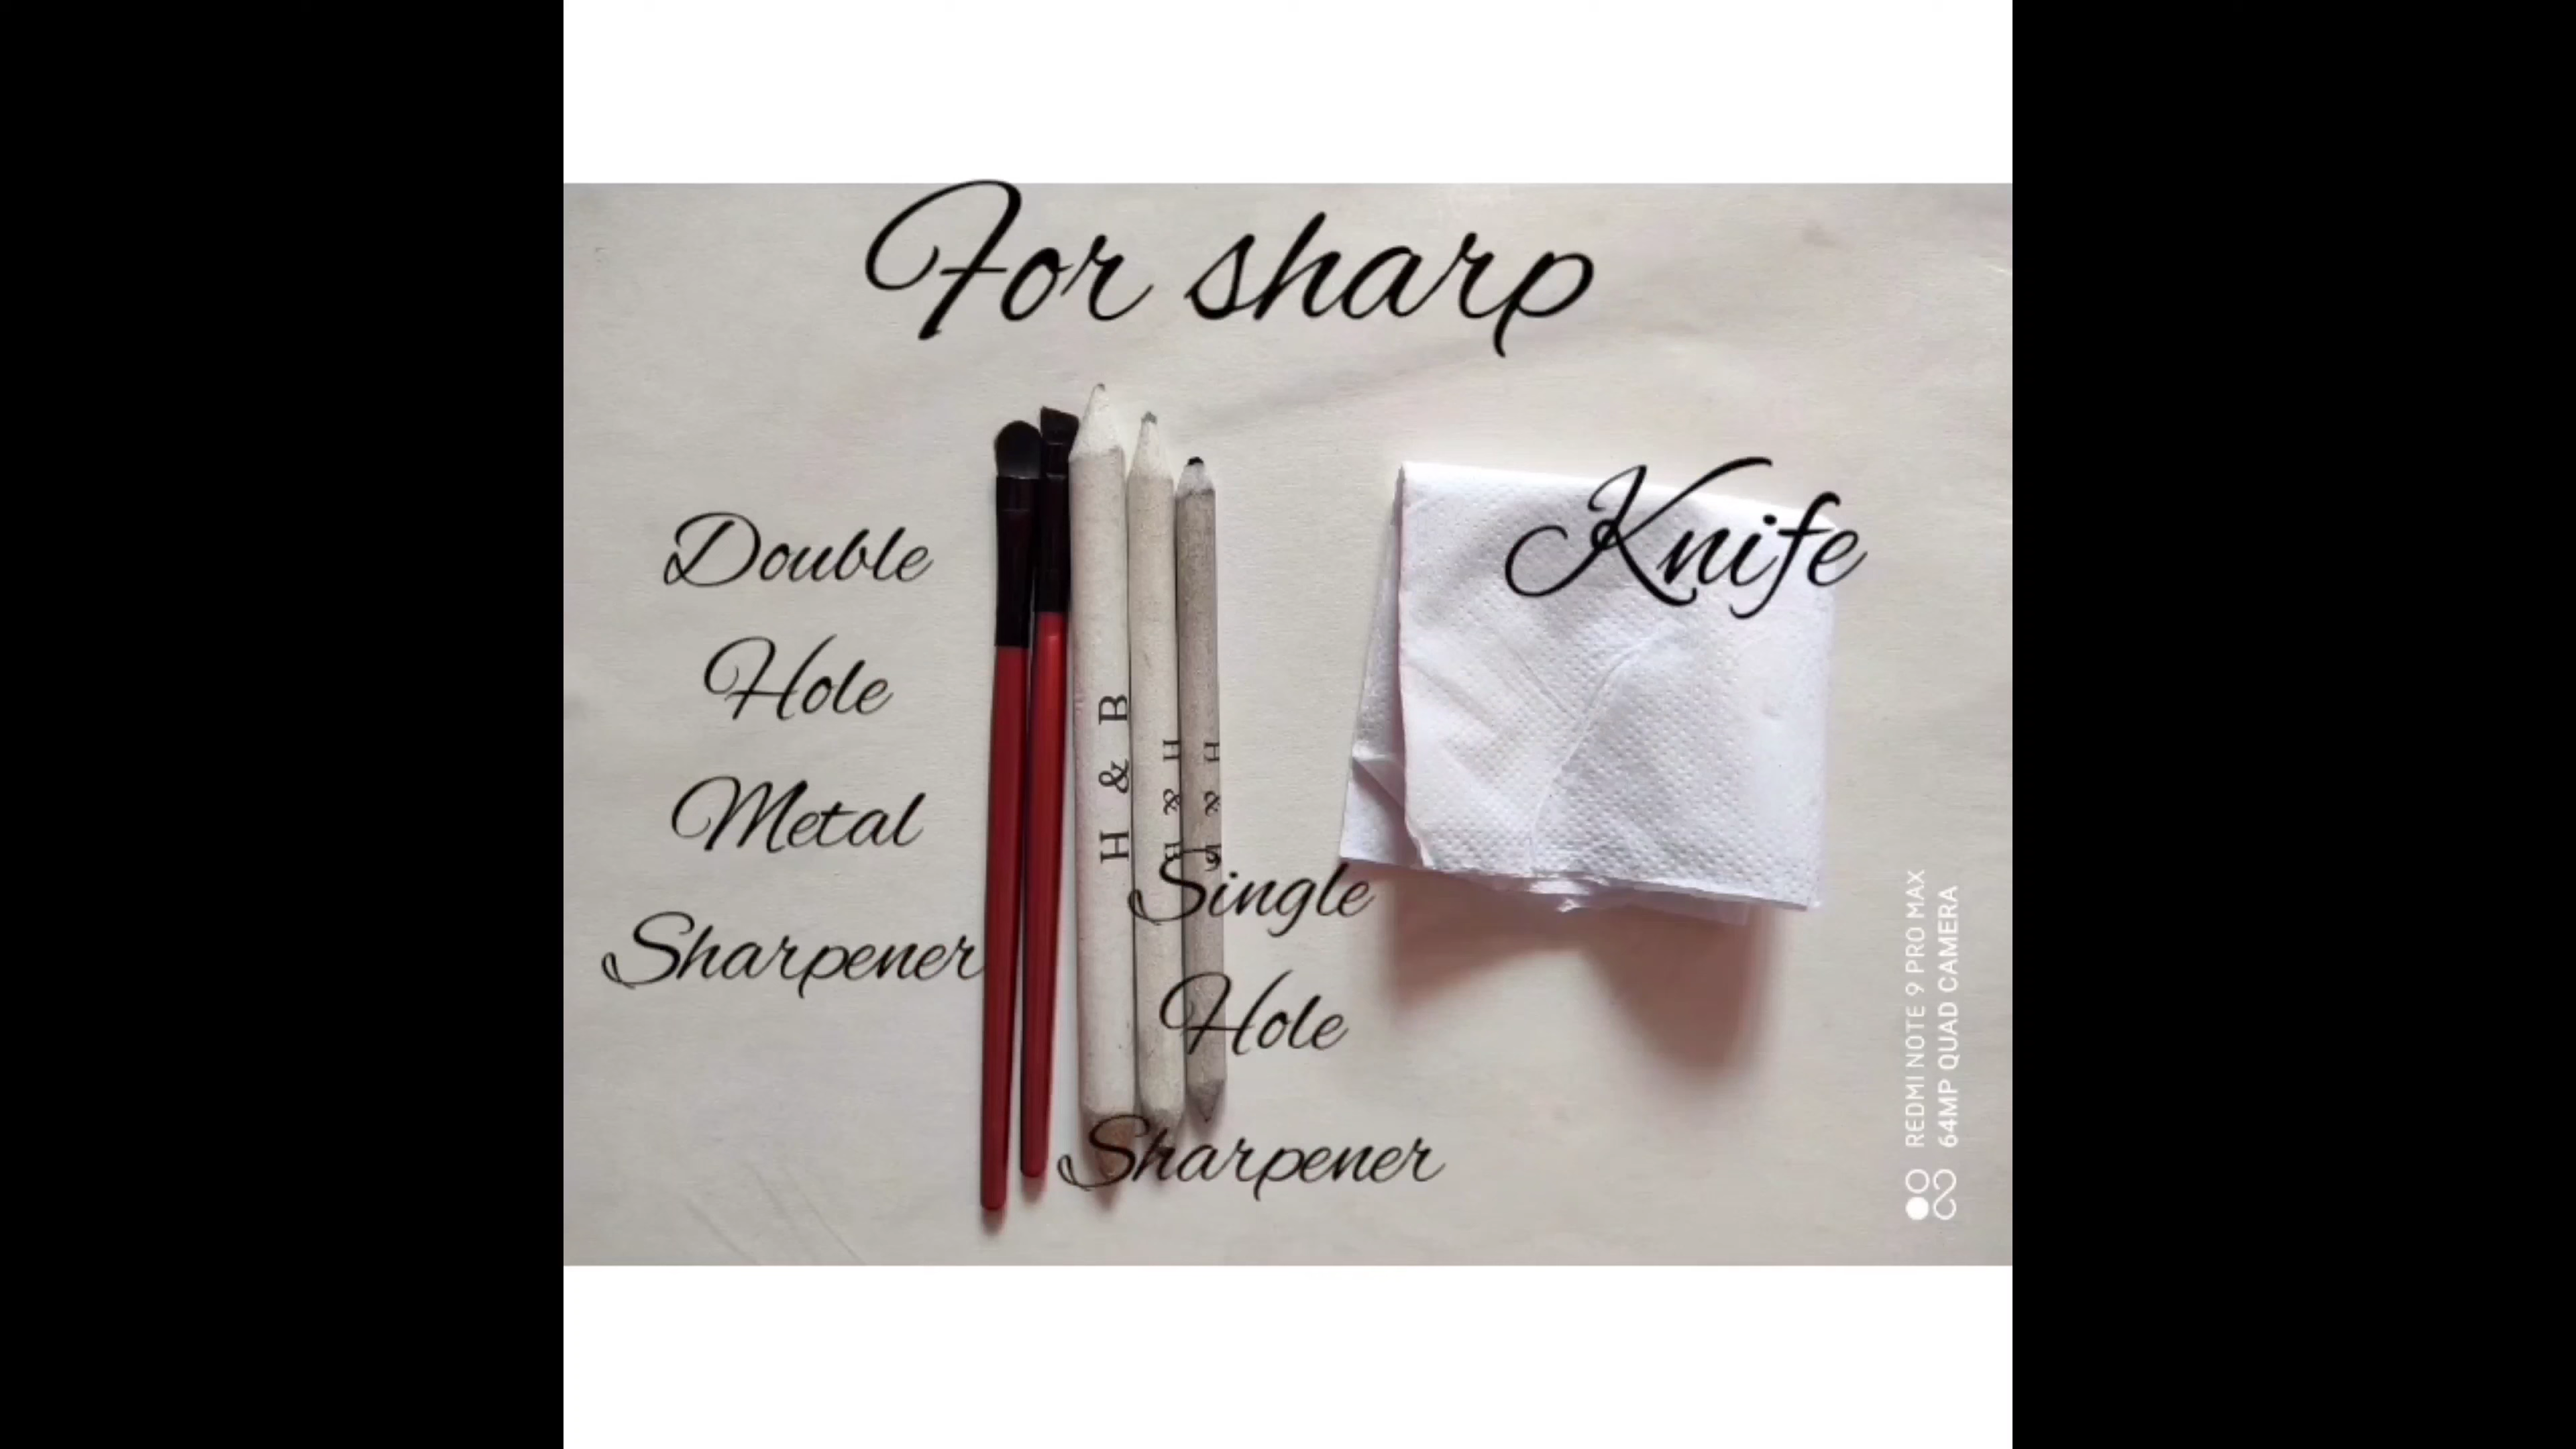 For sharp
Double
Hole
Metal
Sharpener
Knife
H & B
H &
H &
Single
Hole
Sharpener
REDMI NOTE 9 PRO MAX
64MP QUAD CAMERA